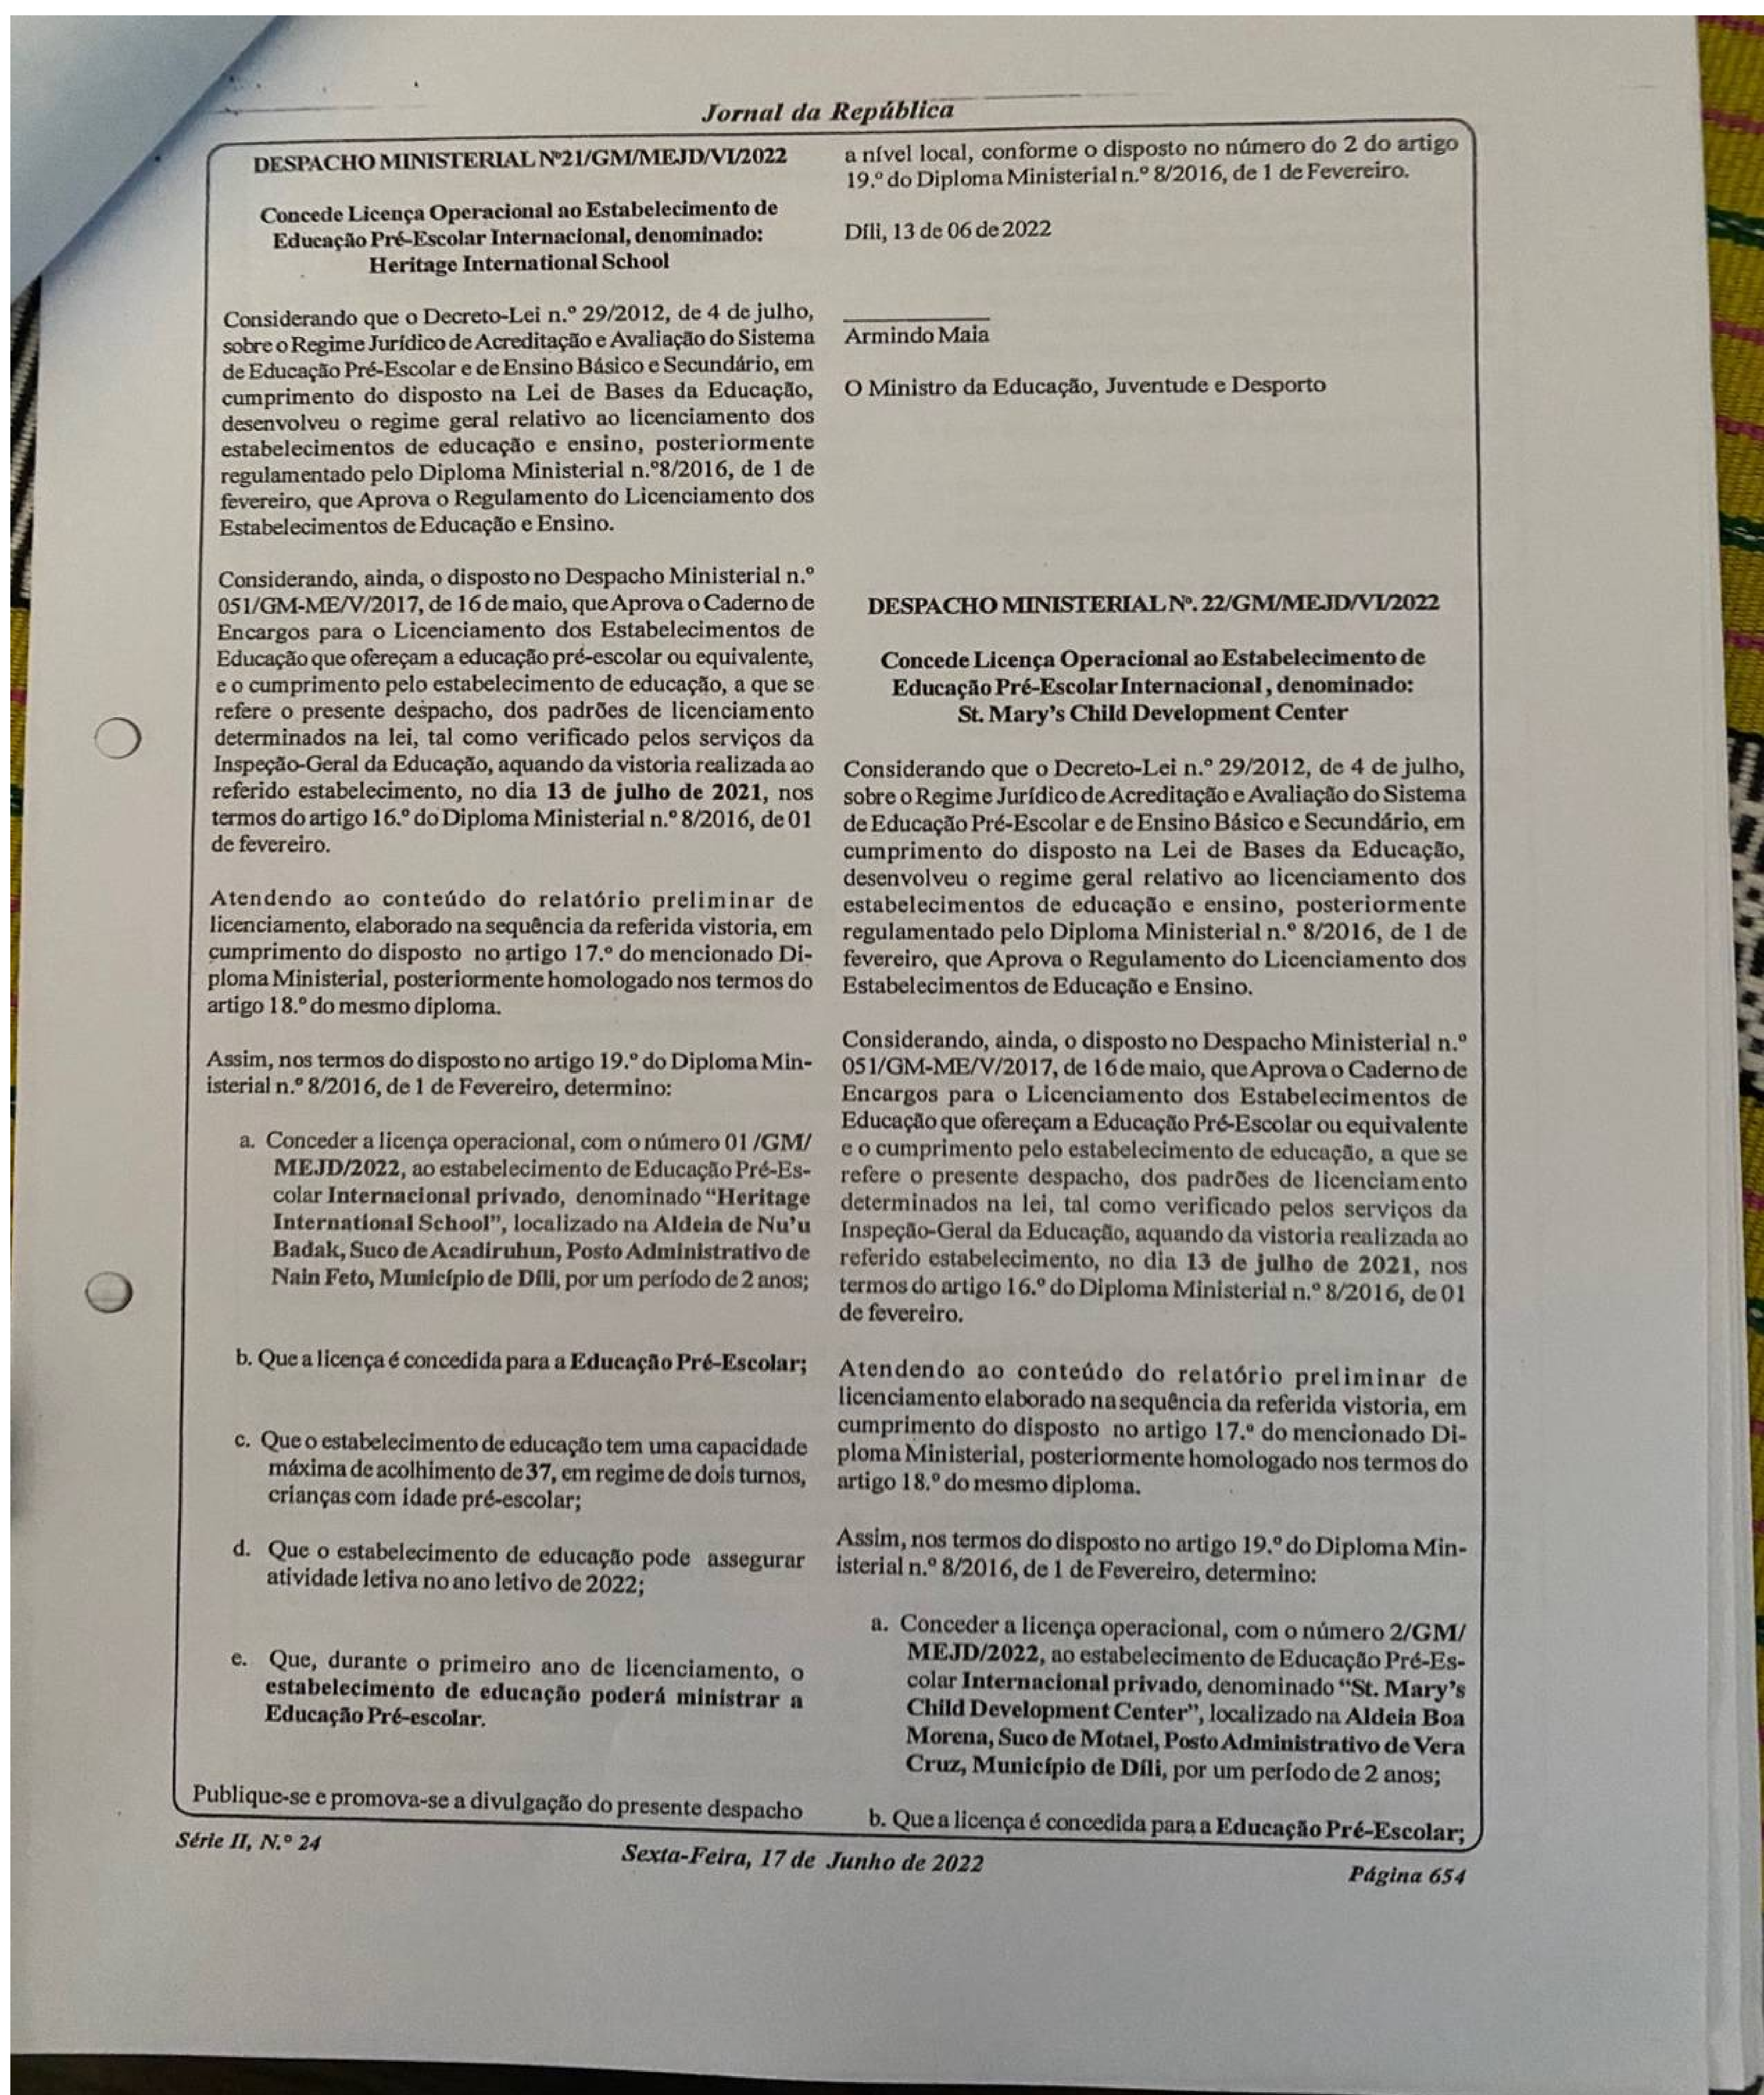 Jornal da República
DESPACHO MINISTERIAL Nº21/GM/MEJD/VI/2022
Concede Licença Operacional ao Estabelecimento de
Educação Pré-Escolar Internacional, denominado:
Heritage International School
Considerando que o Decreto-Lei n.º 29/2012, de 4 de julho,
sobre o Regime Jurídico de Acreditação e Avaliação do Sistema
de Educação Pré-Escolar e de Ensino Básico e Secundário, em
cumprimento do disposto na Lei de Bases da Educação,
desenvolveu o regime geral relativo ao licenciamento dos
estabelecimentos de educação e ensino, posteriormente
regulamentado pelo Diploma Ministerial n.º8/2016, de 1 de
fevereiro, que Aprova o Regulamento do Licenciamento dos
Estabelecimentos de Educação e Ensino.
Considerando, ainda, o disposto no Despacho Ministerial n.º
051/GM-ME/V/2017, de 16 de maio, que Aprova o Caderno de
Encargos para o Licenciamento dos Estabelecimentos de
Educação que ofereçam a educação pré-escolar ou equivalente,
e o cumprimento pelo estabelecimento de educação, a que se
refere o presente despacho, dos padrões de licenciamento
determinados na lei, tal como verificado pelos serviços da
Inspeção-Geral da Educação, aquando da vistoria realizada ao
referido estabelecimento, no dia 13 de julho de 2021, nos
termos do artigo 16.º do Diploma Ministerial n.º 8/2016, de 01
de fevereiro.
Atendendo ao conteúdo do relatório preliminar de
licenciamento, elaborado na sequência da referida vistoria, em
cumprimento do disposto no artigo 17.º do mencionado Di-
ploma Ministerial, posteriormente homologado nos termos do
artigo 18.º do mesmo diploma.
Assim, nos termos do disposto no artigo 19.º do Diploma Min-
isterial n.º 8/2016, de 1 de Fevereiro, determino:
a. Conceder a licença operacional, com o número 01 /GM/
MEJD/2022, ao estabelecimento de Educação Pré-Es-
colar Internacional privado, denominado “Heritage
International School”, localizado na Aldeia de Nu’u
Badak, Suco de Acadiruhun, Posto Administrativo de
Nain Feto, Município de Díli, por um período de 2 anos;
b. Que a licença é concedida para a Educação Pré-Escolar;
c. Que o estabelecimento de educação tem uma capacidade
máxima de acolhimento de 37, em regime de dois turnos,
crianças com idade pré-escolar;
d. Que o estabelecimento de educação pode assegurar
atividade letiva no ano letivo de 2022;
e. Que, durante o primeiro ano de licenciamento, o
estabelecimento de educação poderá ministrar a
Educação Pré-escolar.
Publique-se e promova-se a divulgação do presente despacho
a nível local, conforme o disposto no número do 2 do artigo
19.º do Diploma Ministerial n.º 8/2016, de 1 de Fevereiro.
Díli, 13 de 06 de 2022
Armindo Maia
O Ministro da Educação, Juventude e Desporto
DESPACHO MINISTERIAL Nº. 22/GM/MEJD/VI/2022
Concede Licença Operacional ao Estabelecimento de
Educação Pré-Escolar Internacional , denominado:
St. Mary’s Child Development Center
Considerando que o Decreto-Lei n.º 29/2012, de 4 de julho,
sobre o Regime Jurídico de Acreditação e Avaliação do Sistema
de Educação Pré-Escolar e de Ensino Básico e Secundário, em
cumprimento do disposto na Lei de Bases da Educação,
desenvolveu o regime geral relativo ao licenciamento dos
estabelecimentos de educação e ensino, posteriormente
regulamentado pelo Diploma Ministerial n.º 8/2016, de 1 de
fevereiro, que Aprova o Regulamento do Licenciamento dos
Estabelecimentos de Educação e Ensino.
Considerando, ainda, o disposto no Despacho Ministerial n.º
051/GM-ME/V/2017, de 16 de maio, que Aprova o Caderno de
Encargos para o Licenciamento dos Estabelecimentos de
Educação que ofereçam a Educação Pré-Escolar ou equivalente
e o cumprimento pelo estabelecimento de educação, a que se
refere o presente despacho, dos padrões de licenciamento
determinados na lei, tal como verificado pelos serviços da
Inspeção-Geral da Educação, aquando da vistoria realizada ao
referido estabelecimento, no dia 13 de julho de 2021, nos
termos do artigo 16.º do Diploma Ministerial n.º 8/2016, de 01
de fevereiro.
Atendendo ao conteúdo do relatório preliminar de
licenciamento elaborado na sequência da referida vistoria, em
cumprimento do disposto no artigo 17.º do mencionado Di-
ploma Ministerial, posteriormente homologado nos termos do
artigo 18.º do mesmo diploma.
Assim, nos termos do disposto no artigo 19.º do Diploma Min-
isterial n.º 8/2016, de 1 de Fevereiro, determino:
a. Conceder a licença operacional, com o número 2/GM/
MEJD/2022, ao estabelecimento de Educação Pré-Es-
colar Internacional privado, denominado “St. Mary’s
Child Development Center”, localizado na Aldeia Boa
Morena, Suco de Motael, Posto Administrativo de Vera
Cruz, Município de Díli, por um período de 2 anos;
b. Que a licença é concedida para a Educação Pré-Escolar;
Série II, N.º 24
Sexta-Feira, 17 de Junho de 2022
Página 654